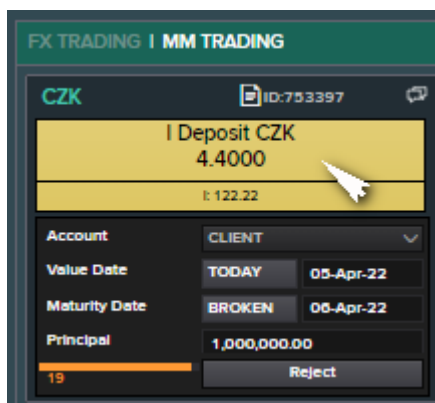 FX TRADING I MM TRADING
CZK ID:753397
I Deposit CZK
4.4000
I: 122.22
Account CLIENT
Value Date TODAY 05-Apr-22
Maturity Date BROKEN 06-Apr-22
Principal 1,000,000.00
19 Reject